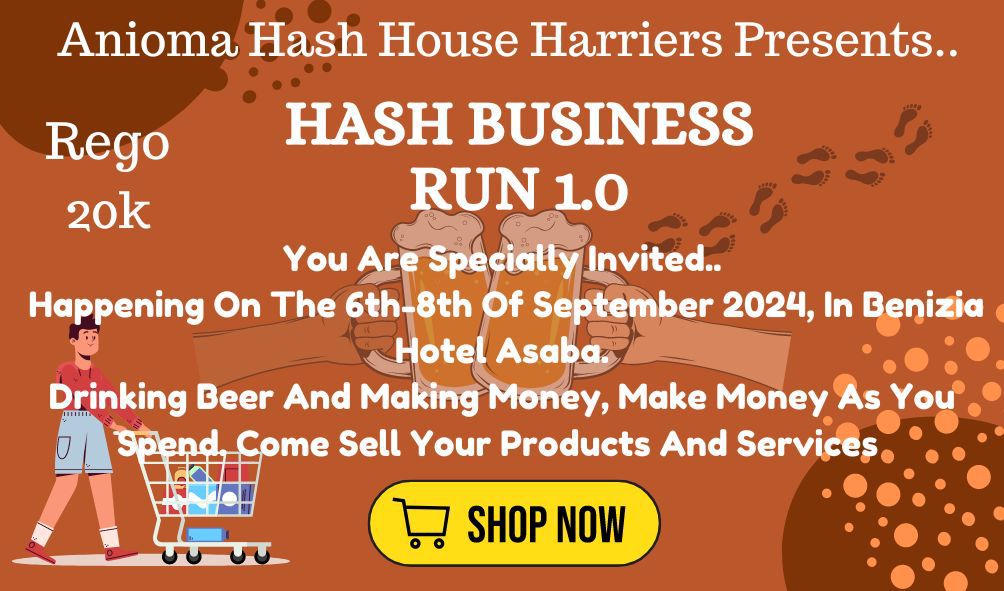 Anioma Hash House Harriers Presents..
Rego
20k
HASH BUSINESS
RUN 1.0
You Are Specially Invited..
Happening On The 6th-8th Of September 2024, In Benizia
Hotel Asaba.
Drinking Beer And Making Money, Make Money As You
Spend. Come Sell Your Products And Services
SHOP NOW